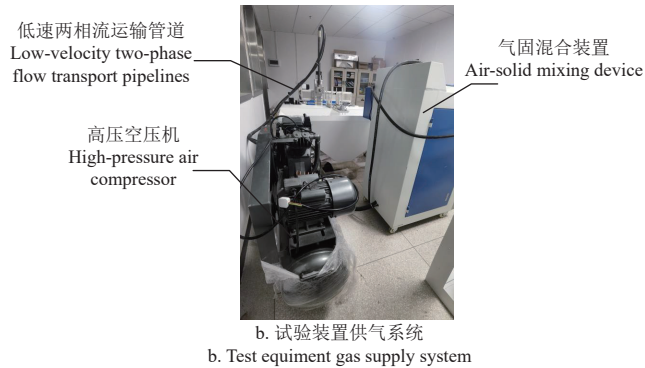 低速两相流运输管道
Low-velocity two-phase
flow transport pipelines
气固混合装置
Air-solid mixing device
高压空压机
High-pressure air
compressor
b. 试验装置供气系统
b. Test equiment gas supply system